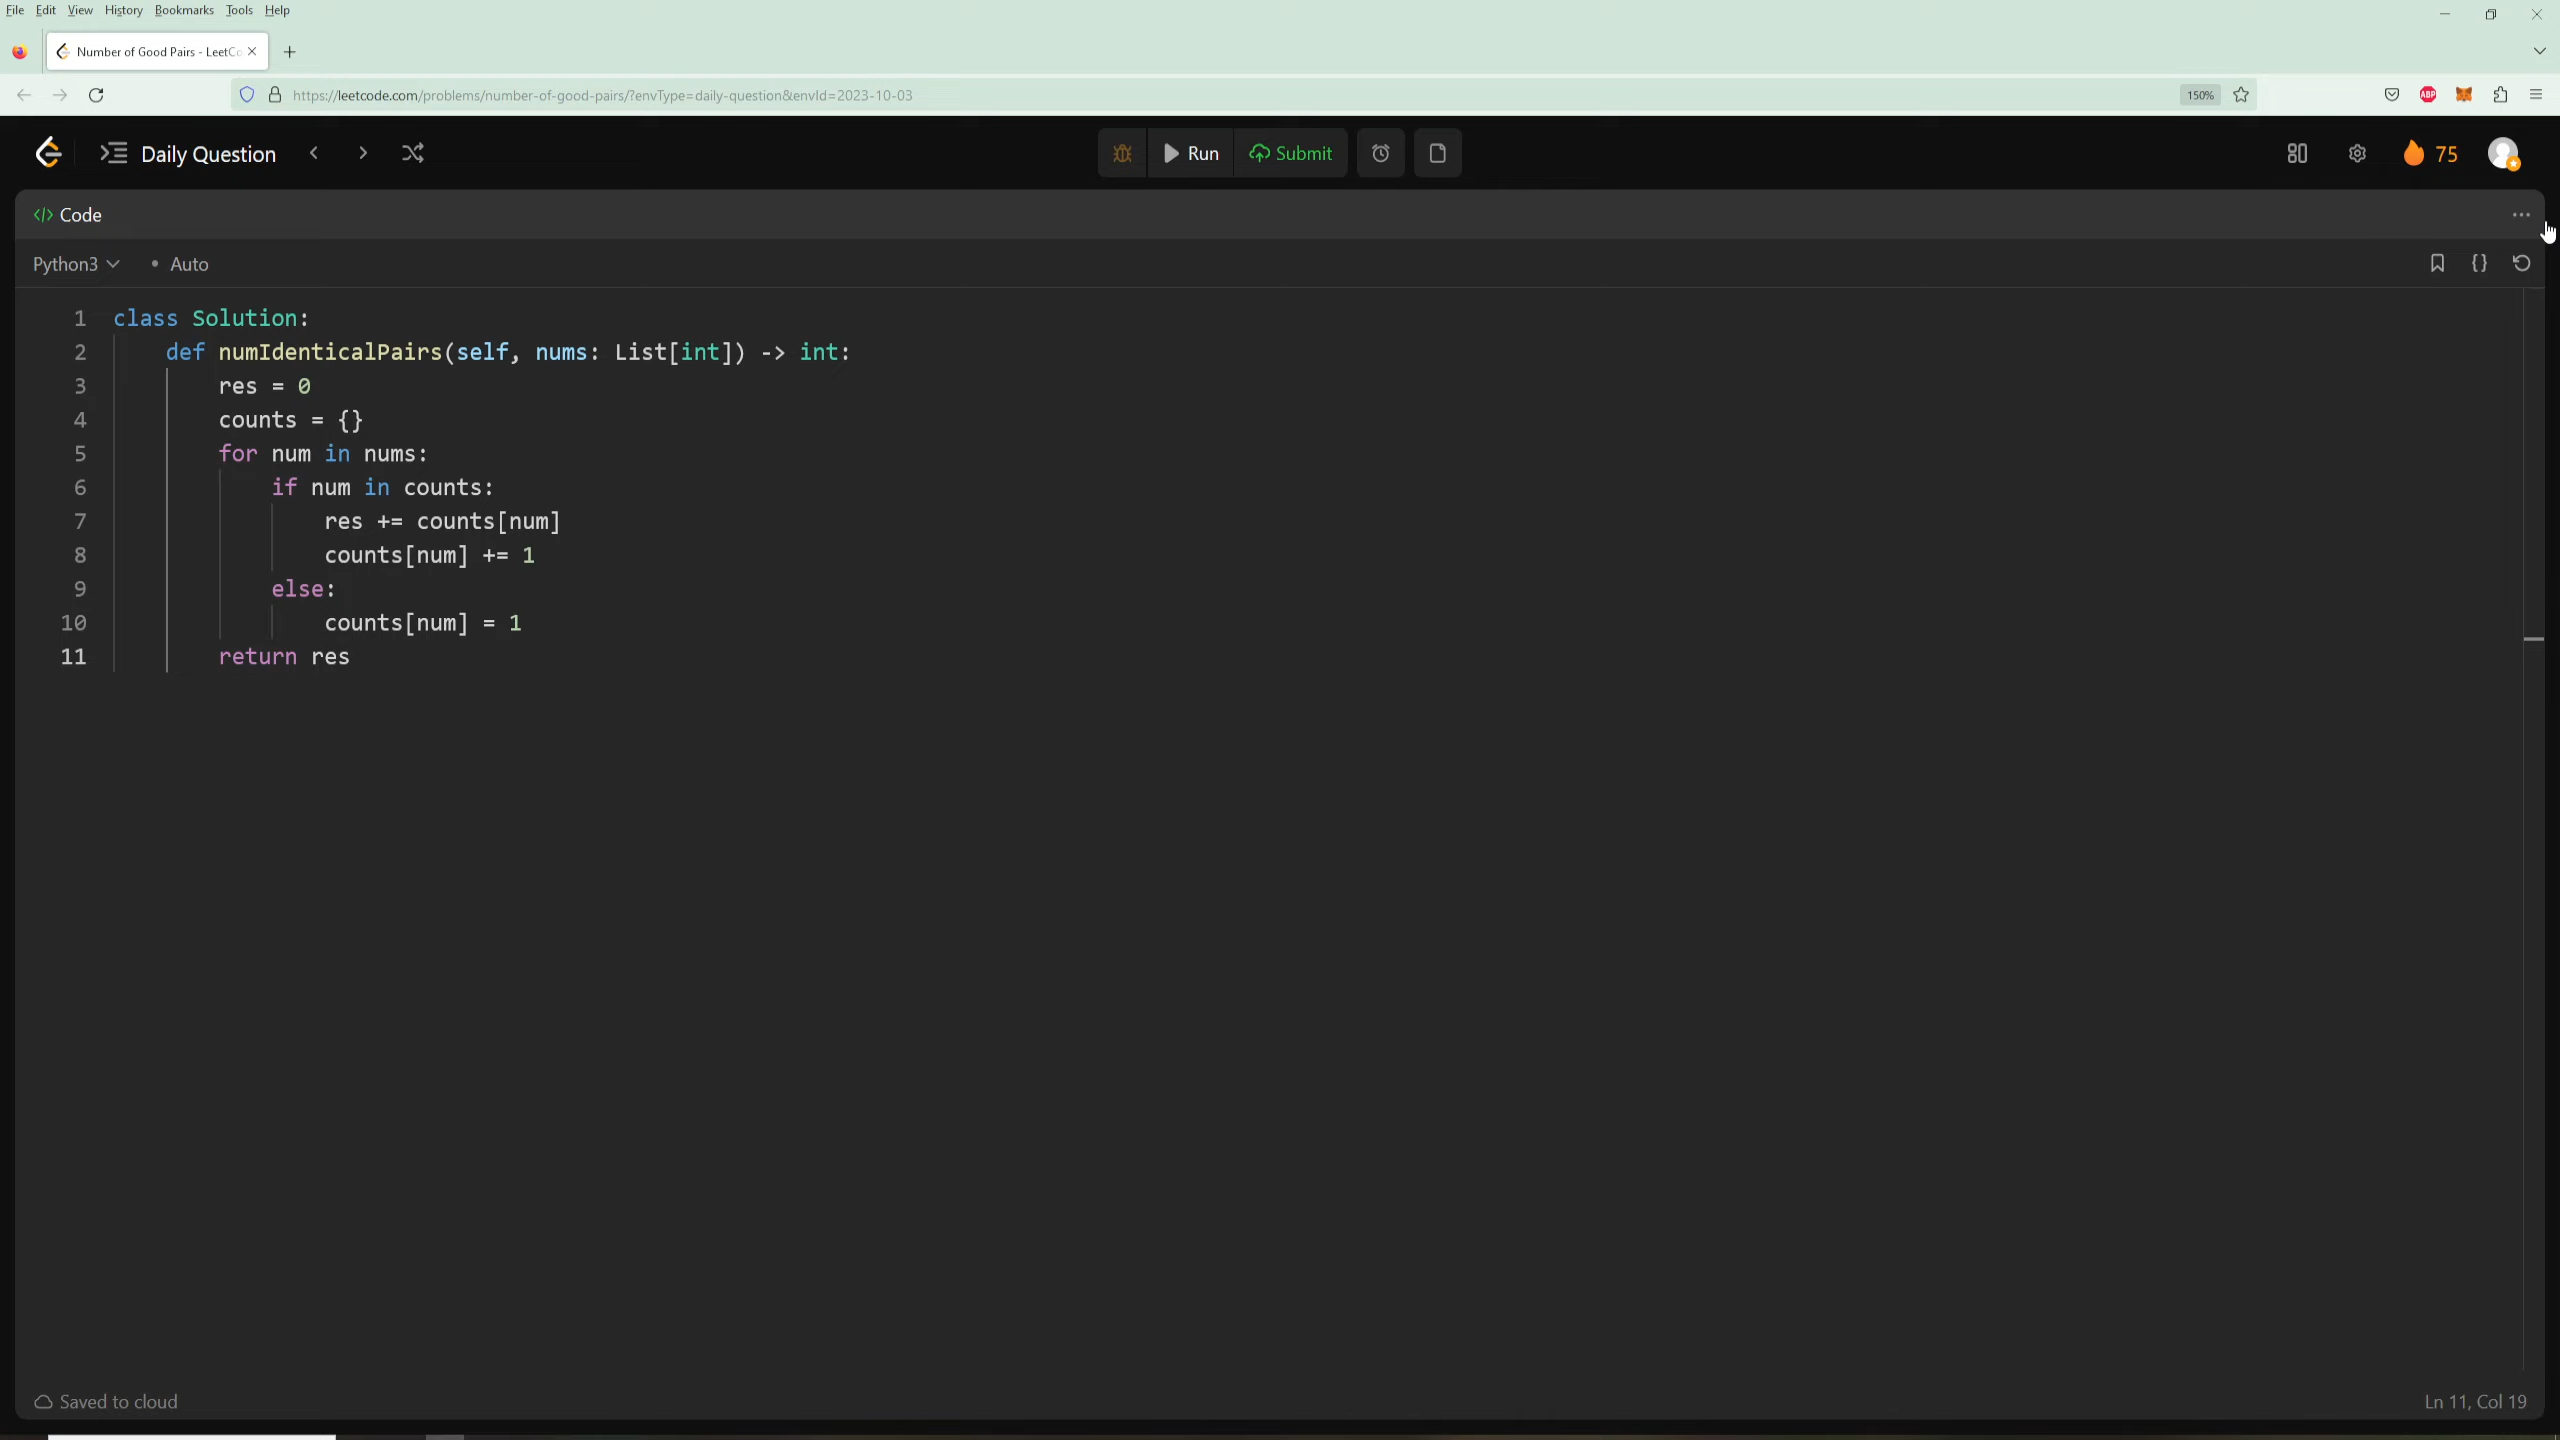 File Edit View History Bookmarks Tools Help
Number of Good Pairs - LeetCo
https://leetcode.com/problems/number-of-good-pairs/?envType=daily-question&envId=2023-10-03
150%
ABP
Daily Question
Run
Submit
75
</> Code
Python3
Auto
{}
1 class Solution:
2 def numIdenticalPairs(self, nums: List[int]) -> int:
3 res = 0
4 counts = {}
5 for num in nums:
6 if num in counts:
7 res += counts[num]
8 counts[num] += 1
9 else:
10 counts[num] = 1
11 return res
Saved to cloud
Ln 11, Col 19